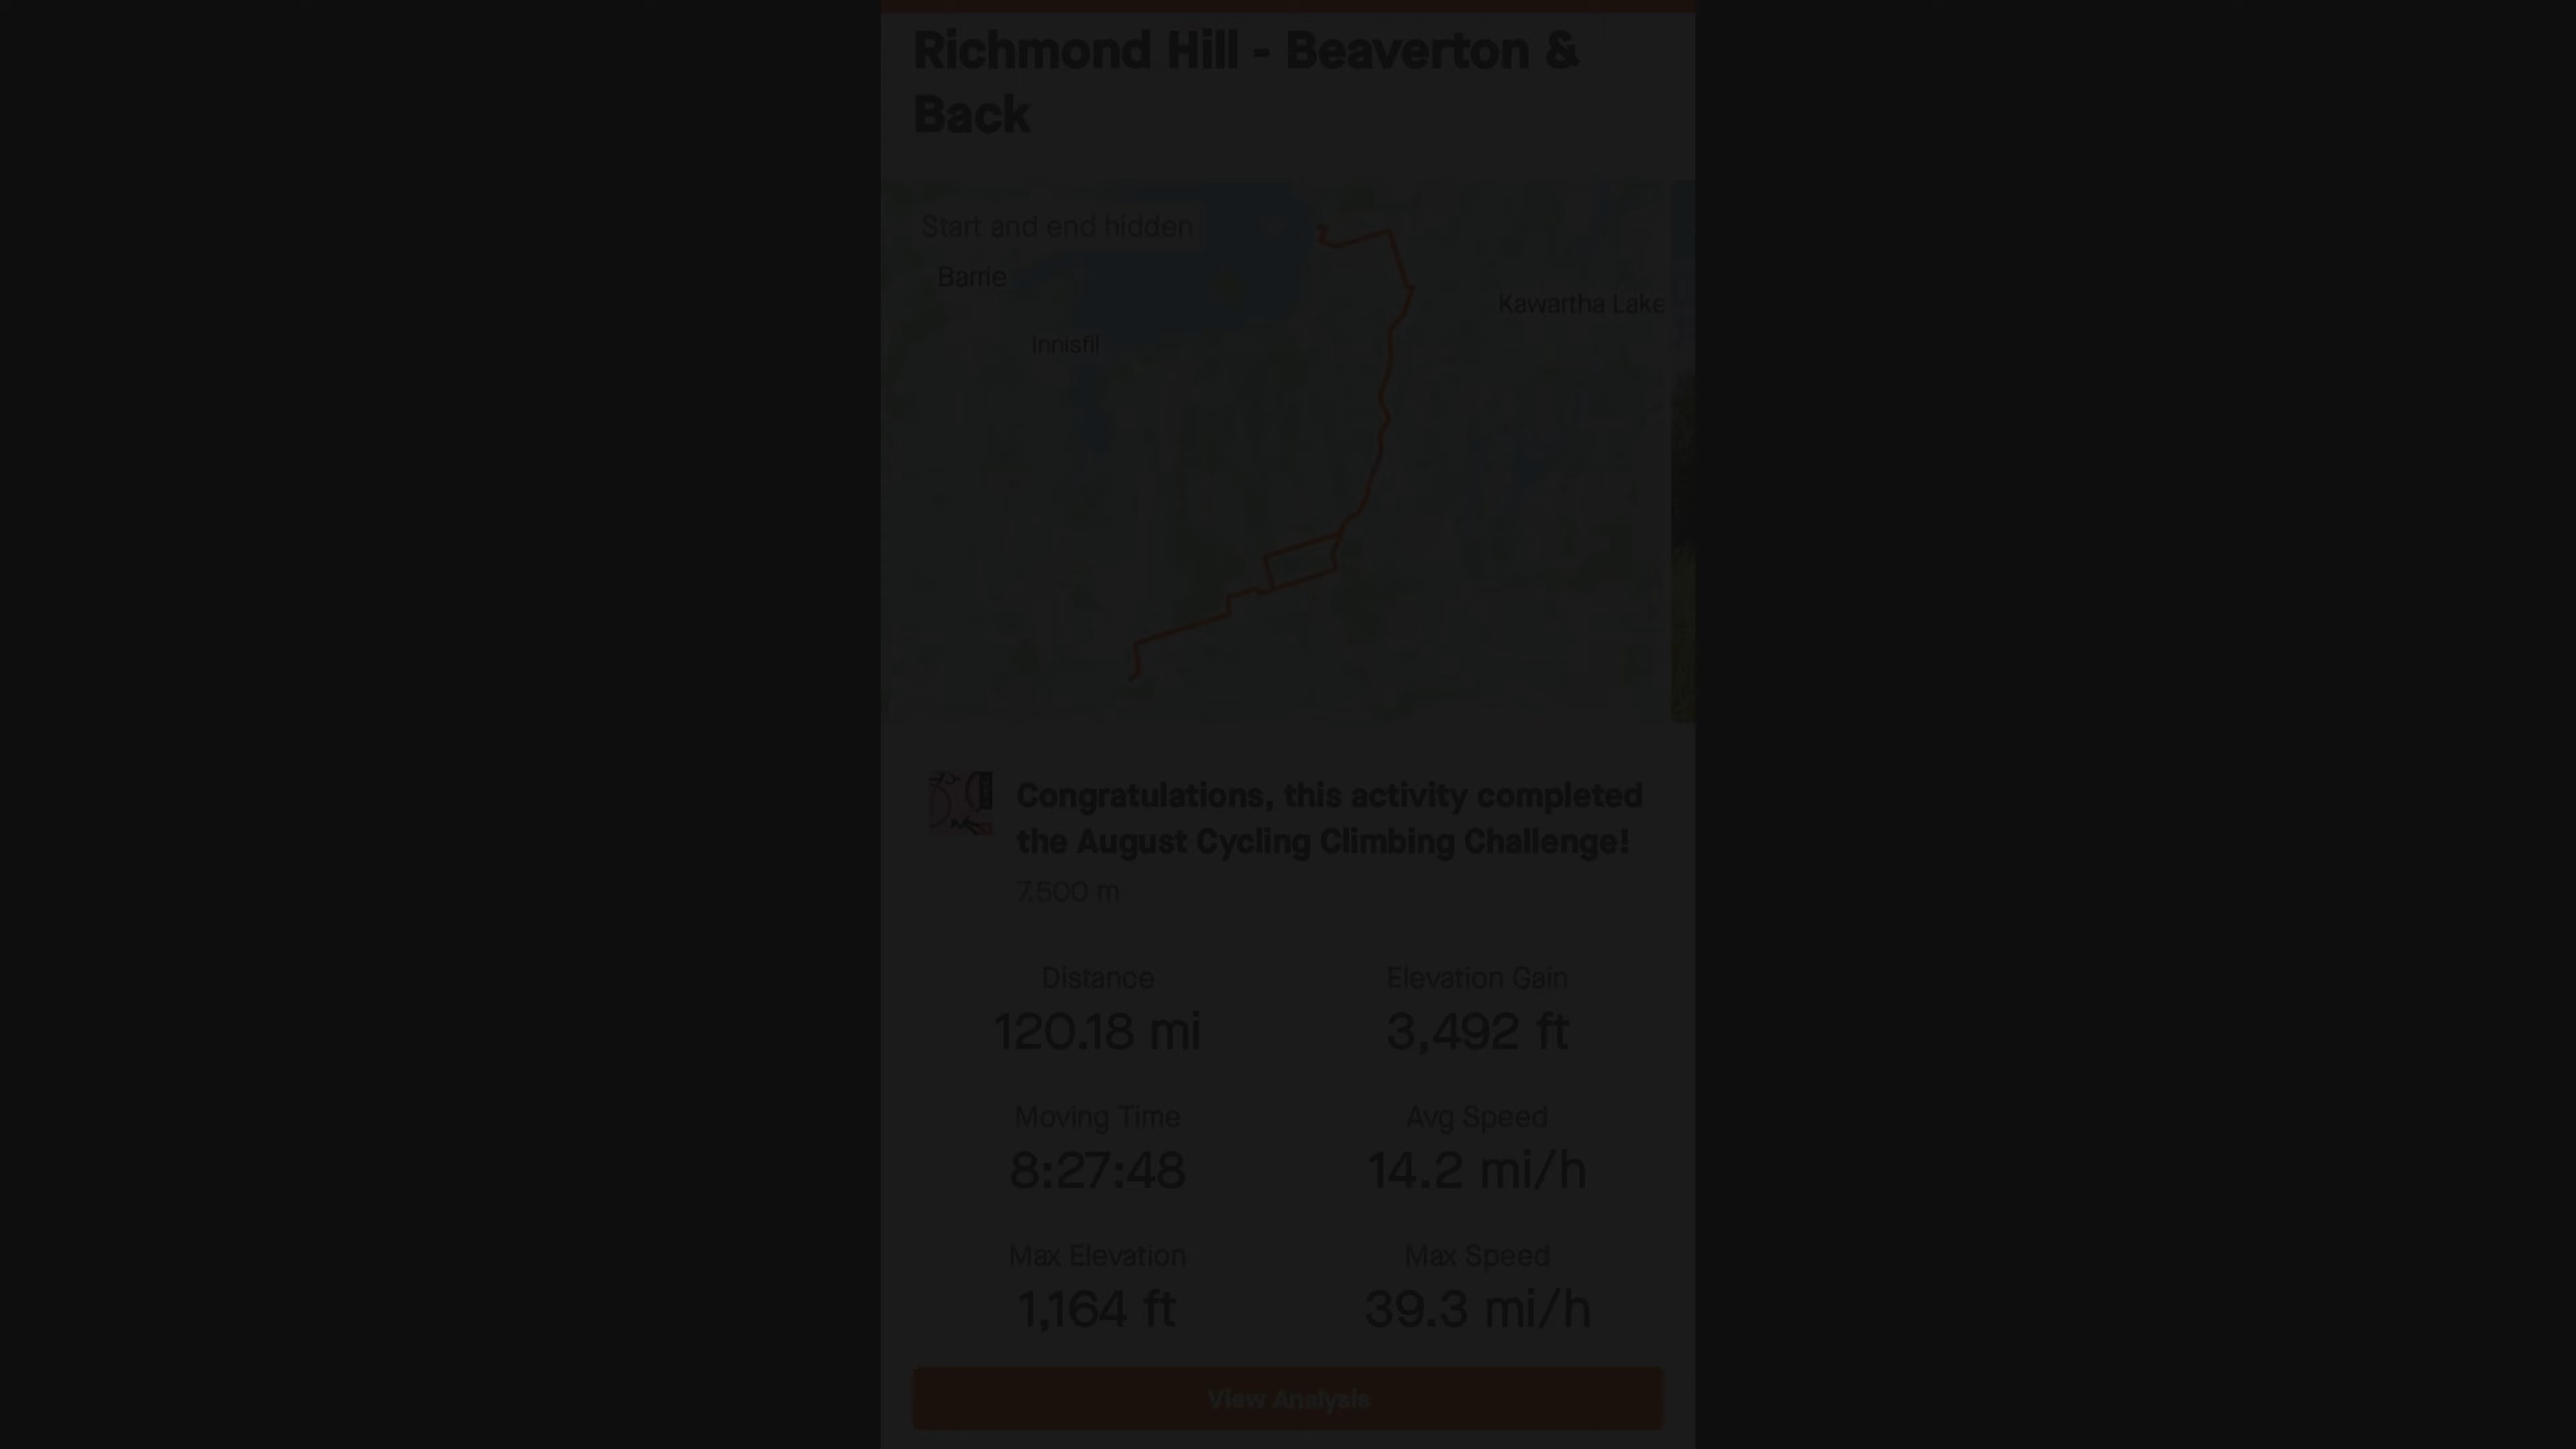 Richmond Hill - Beaverton &
Back
Start and end hidden
Barrie
Kawartha Lake
Innisfil
Congratulations, this activity completed
the August Cycling Climbing Challenge!
7,500 m
Distance
120.18 mi
Elevation Gain
3,492 ft
Moving Time
8:27:48
Avg Speed
14.2 mi/h
Max Elevation
1,164 ft
Max Speed
39.3 mi/h
View Analysis